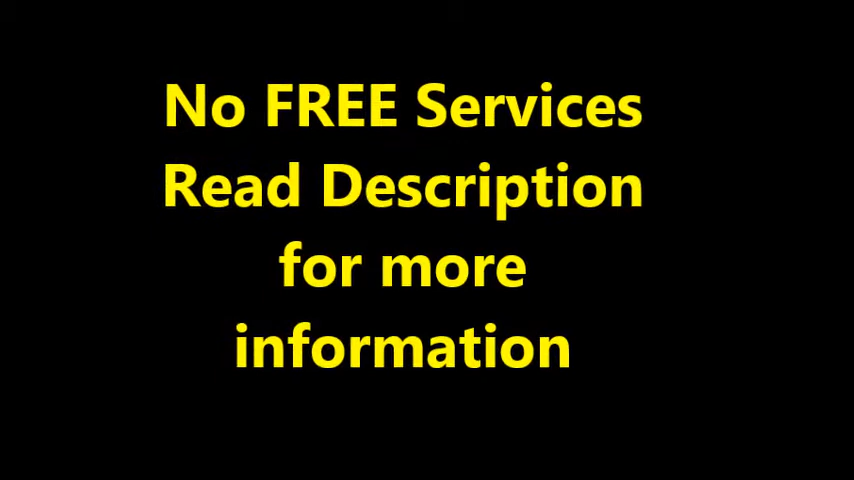 No FREE Services
Read Description
for more
information